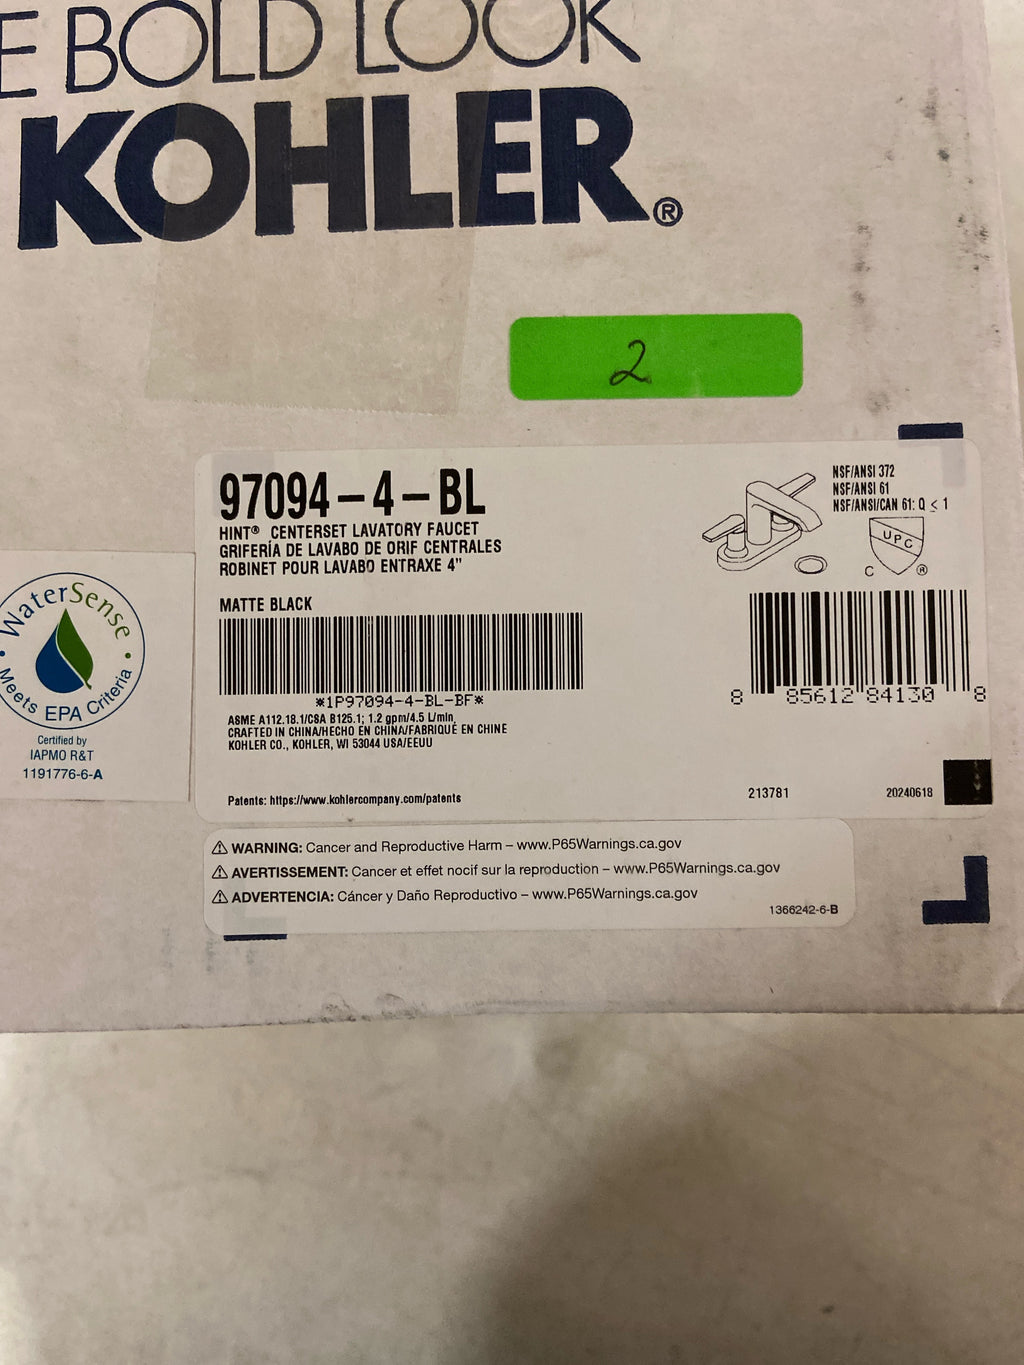 E BOLD LOOK
KOHLER®
2
97094-4-BL
HINT® CENTERSET LAVATORY FAUCET
GRIFERÍA DE LAVABO DE ORIF CENTRALES
ROBINET POUR LAVABO ENTRAXE 4"
MATTE BLACK
*1P97094-4-BL-BF*
ASME A112.18.1/CSA B125.1; 1.2 gpm/4.5 L/min
CRAFTED IN CHINA/HECHO EN CHINA/FABRIQUÉ EN CHINE
KOHLER CO., KOHLER, WI 53044 USA/EEUU
Patents: https://www.kohlercompany.com/patents
NSF/ANSI 372
NSF/ANSI 61
NSF/ANSI/CAN 61: Q ≤ 1
UPC
C ®
8 85612 84130 8
213781
20240618
WaterSense
Meets EPA Criteria
Certified by
IAPMO R&T
1191776-6-A
⚠ WARNING: Cancer and Reproductive Harm – www.P65Warnings.ca.gov
⚠ AVERTISSEMENT: Cancer et effet nocif sur la reproduction – www.P65Warnings.ca.gov
⚠ ADVERTENCIA: Cáncer y Daño Reproductivo – www.P65Warnings.ca.gov
1366242-6-B